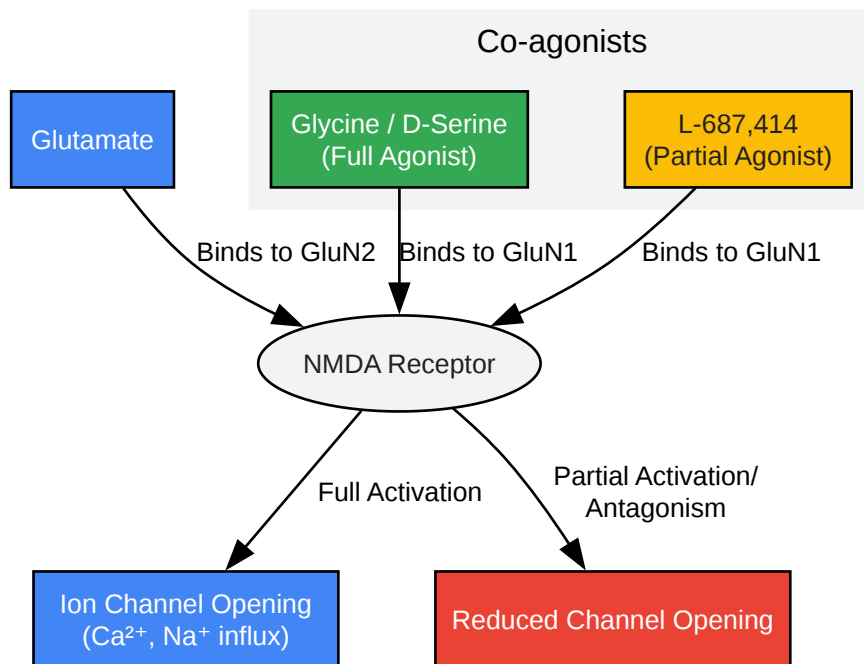 Co-agonists
Glutamate
Glycine / D-Serine
(Full Agonist)
L-687,414
(Partial Agonist)
Binds to GluN2
Binds to GluN1
Binds to GluN1
NMDA Receptor
Full Activation
Partial Activation/
Antagonism
Ion Channel Opening
(Ca²⁺, Na⁺ influx)
Reduced Channel Opening